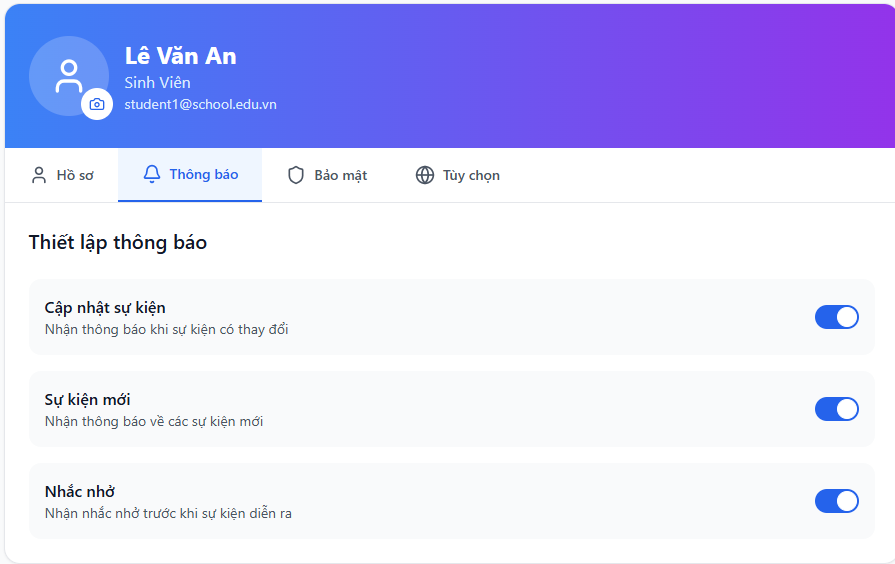 Lê Văn An
Sinh Viên
student1@school.edu.vn
Hồ sơ
Thông báo
Bảo mật
Tùy chọn
Thiết lập thông báo
Cập nhật sự kiện
Nhận thông báo khi sự kiện có thay đổi
Sự kiện mới
Nhận thông báo về các sự kiện mới
Nhắc nhở
Nhận nhắc nhở trước khi sự kiện diễn ra